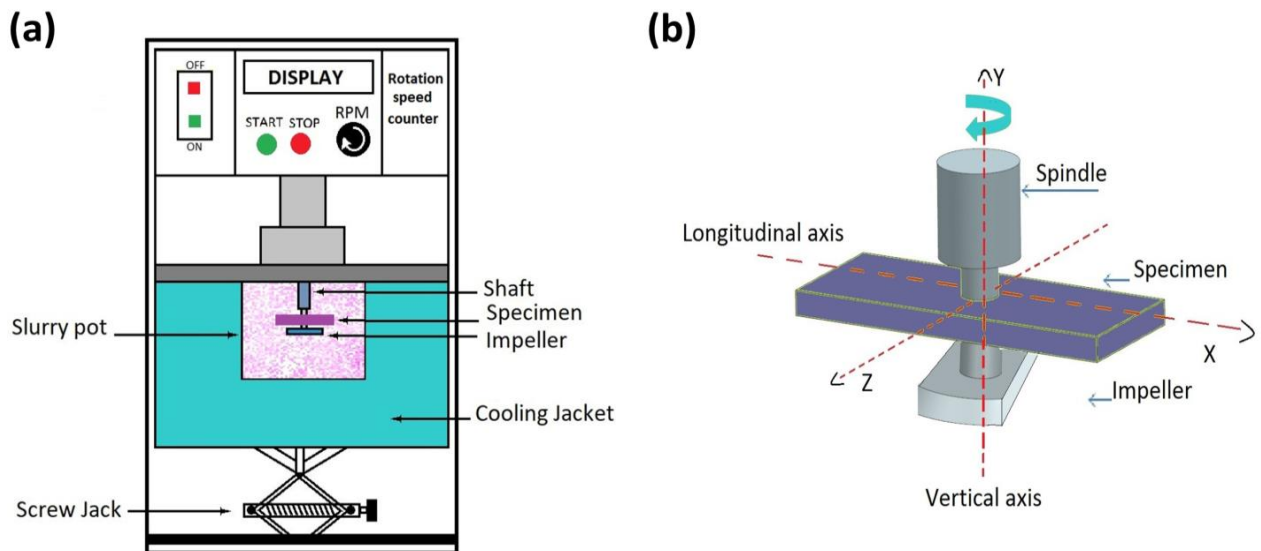 (a)
OFF
ON
DISPLAY
START STOP
RPM
Rotation
speed
counter
Shaft
Specimen
Impeller
Slurry pot
Cooling Jacket
Screw Jack
(b)
Y
Spindle
Longitudinal axis
Specimen
X
Z
Impeller
Vertical axis